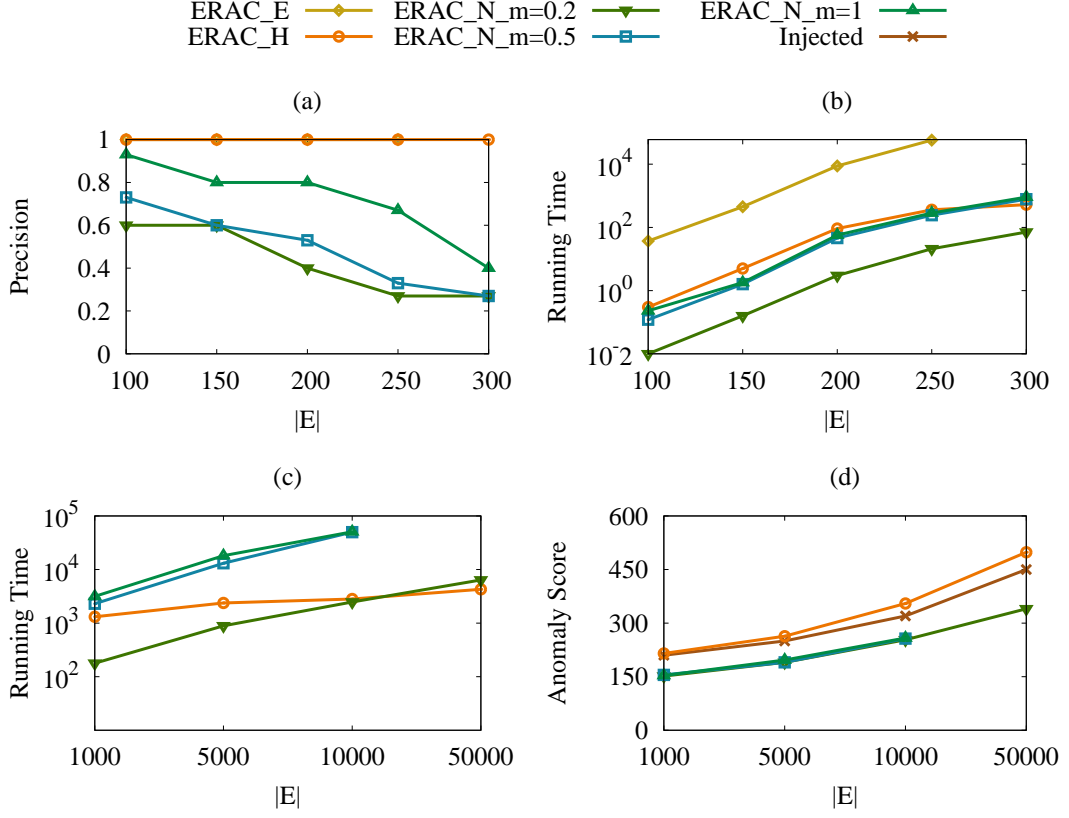 ERAC_E ERAC_N_m=0.2 ERAC_N_m=1
ERAC_H ERAC_N_m=0.5 Injected
(a)
Precision
1
0.8
0.6
0.4
0.2
0
100 150 200 250 300
|E|
(b)
Running Time
10^4
10^2
10^0
10^-2
100 150 200 250 300
|E|
(c)
Running Time
10^5
10^4
10^3
10^2
1000 5000 10000 50000
|E|
(d)
Anomaly Score
600
450
300
150
0
1000 5000 10000 50000
|E|